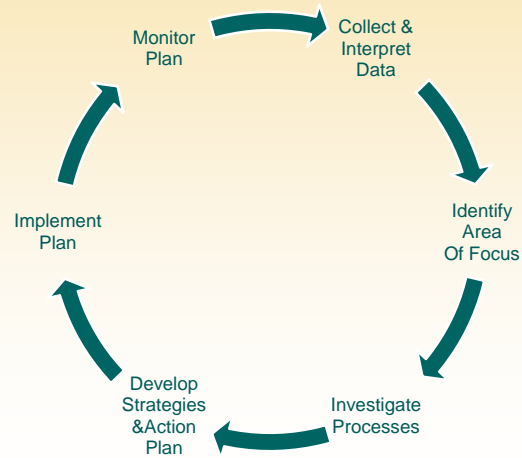 Collect &
Interpret
Data
Identify
Area
Of Focus
Investigate
Processes
Develop
Strategies
&Action
Plan
Implement
Plan
Monitor
Plan